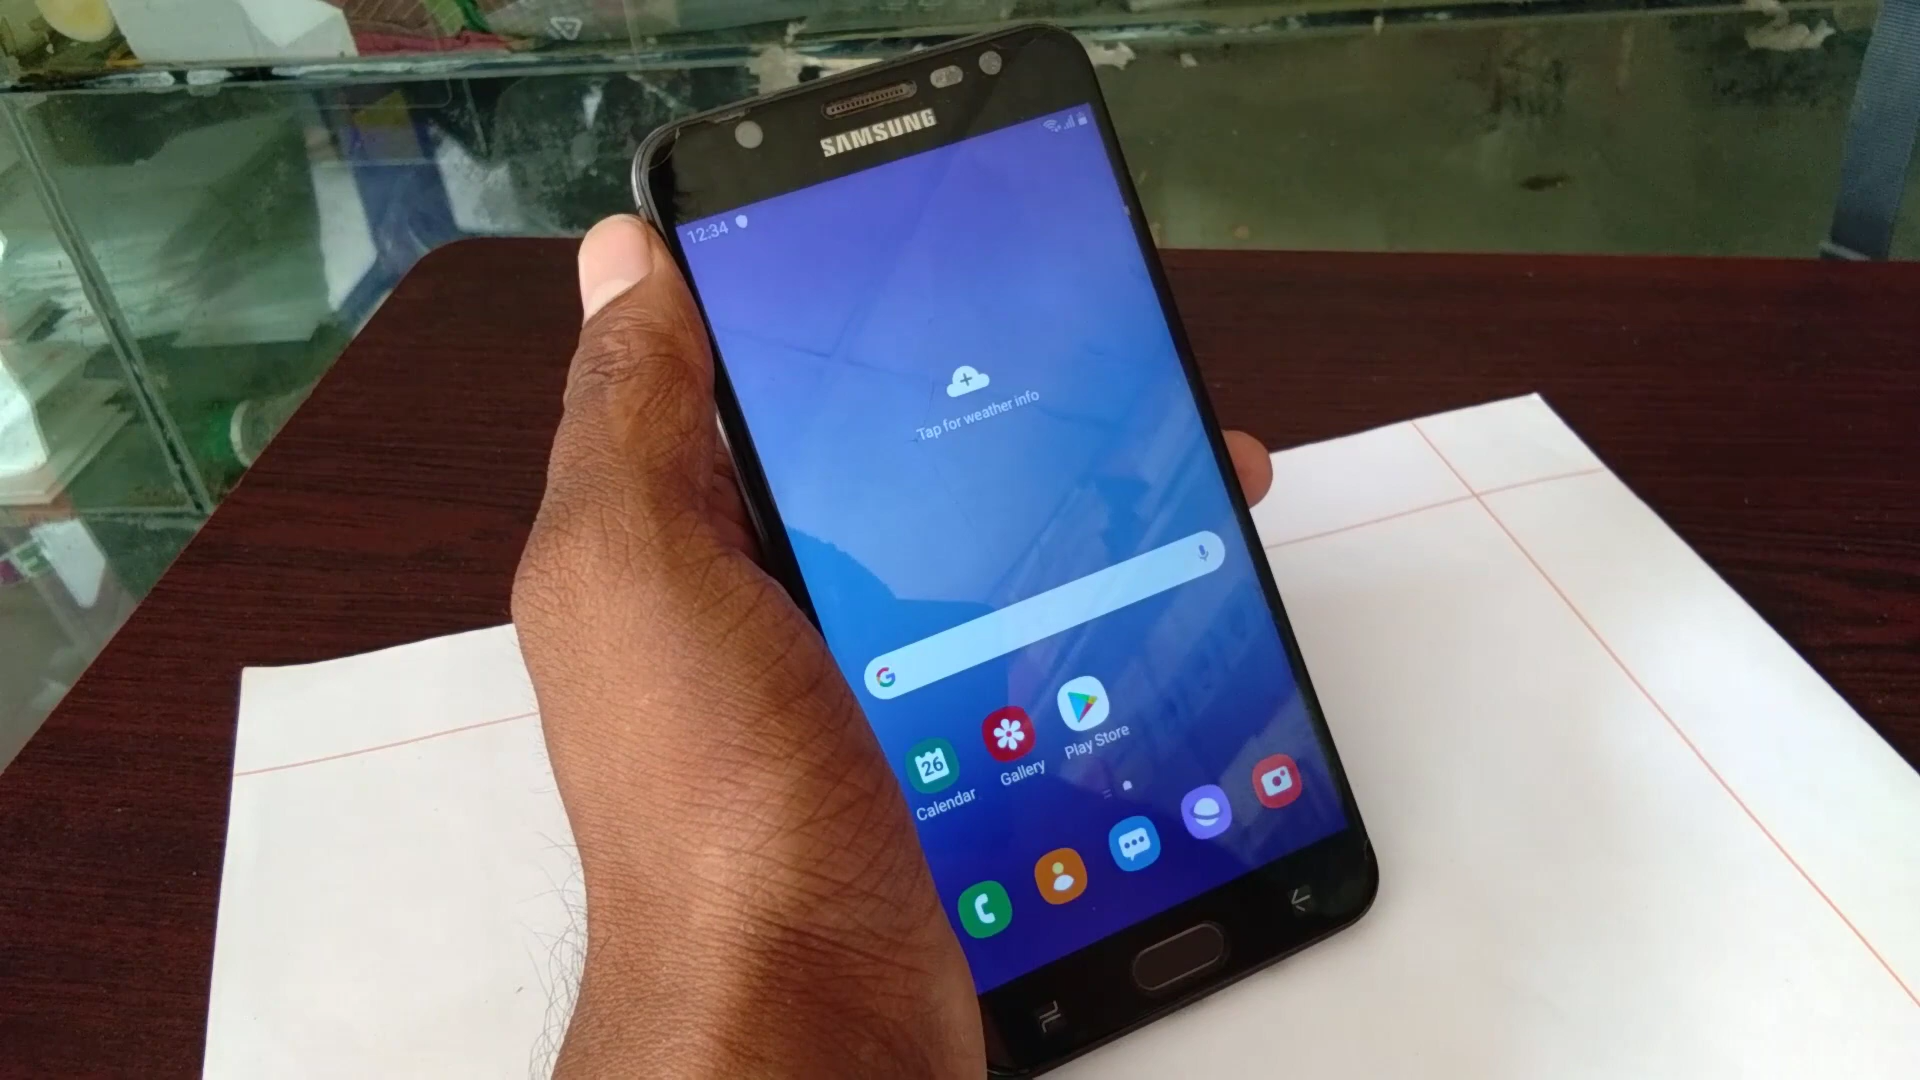 SAMSUNG
12:34
Tap for weather info
G
26
Calendar
Gallery
Play Store